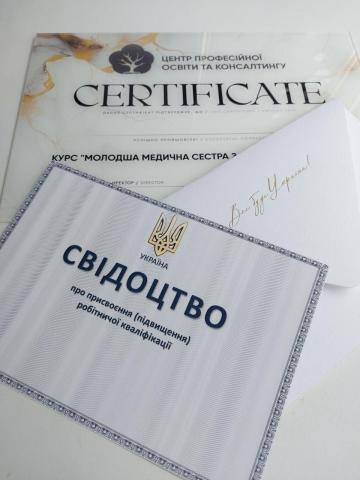 ЦЕНТР ПРОФЕСІЙНОЇ
ОСВІТИ ТА КОНСАЛТИНГУ
CERTIFICATE
КУРС "МОЛОДША МЕДИЧНА СЕСТРА З
ДИРЕКТОР / DIRECTOR
Все буде Україна!
УКРАЇНА
СВІДОЦТВО
про присвоєння (підвищення)
робітничої кваліфікації